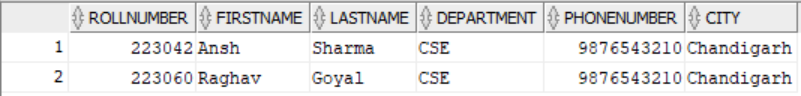 ROLLNUMBER FIRSTNAME LASTNAME DEPARTMENT PHONENUMBER CITY
1 223042 Ansh Sharma CSE 9876543210 Chandigarh
2 223060 Raghav Goyal CSE 9876543210 Chandigarh